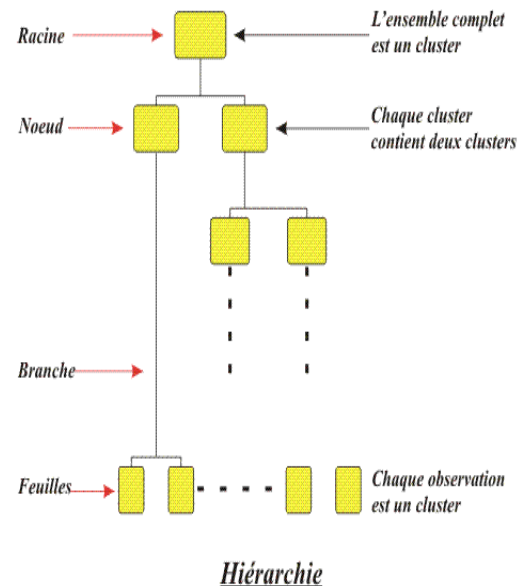 Racine
L'ensemble complet
est un cluster
Noeud
Chaque cluster
contient deux clusters
Branche
Feuilles
Chaque observation
est un cluster
Hiérarchie